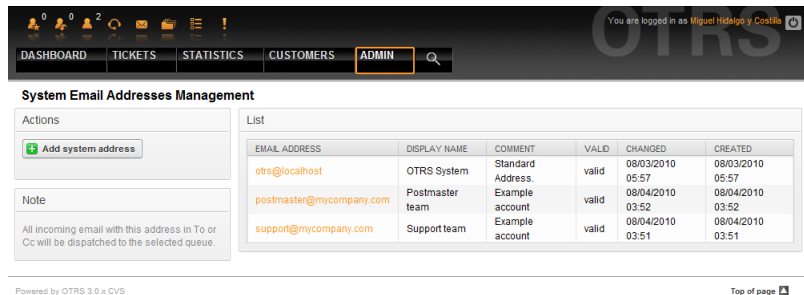 0 0 2
You are logged in as Miguel Hidalgo y Costilla
OTRS
DASHBOARD TICKETS STATISTICS CUSTOMERS ADMIN
System Email Addresses Management
Actions
Add system address
Note
All incoming email with this address in To or
Cc will be dispatched to the selected queue.
List
EMAIL ADDRESS DISPLAY NAME COMMENT VALID CHANGED CREATED
otrs@localhost OTRS System Standard Address. valid 08/03/2010 05:57 08/03/2010 05:57
postmaster@mycompany.com Postmaster team Example account valid 08/04/2010 03:52 08/04/2010 03:52
support@mycompany.com Support team Example account valid 08/04/2010 03:51 08/04/2010 03:51
Powered by OTRS 3.0.x CVS
Top of page